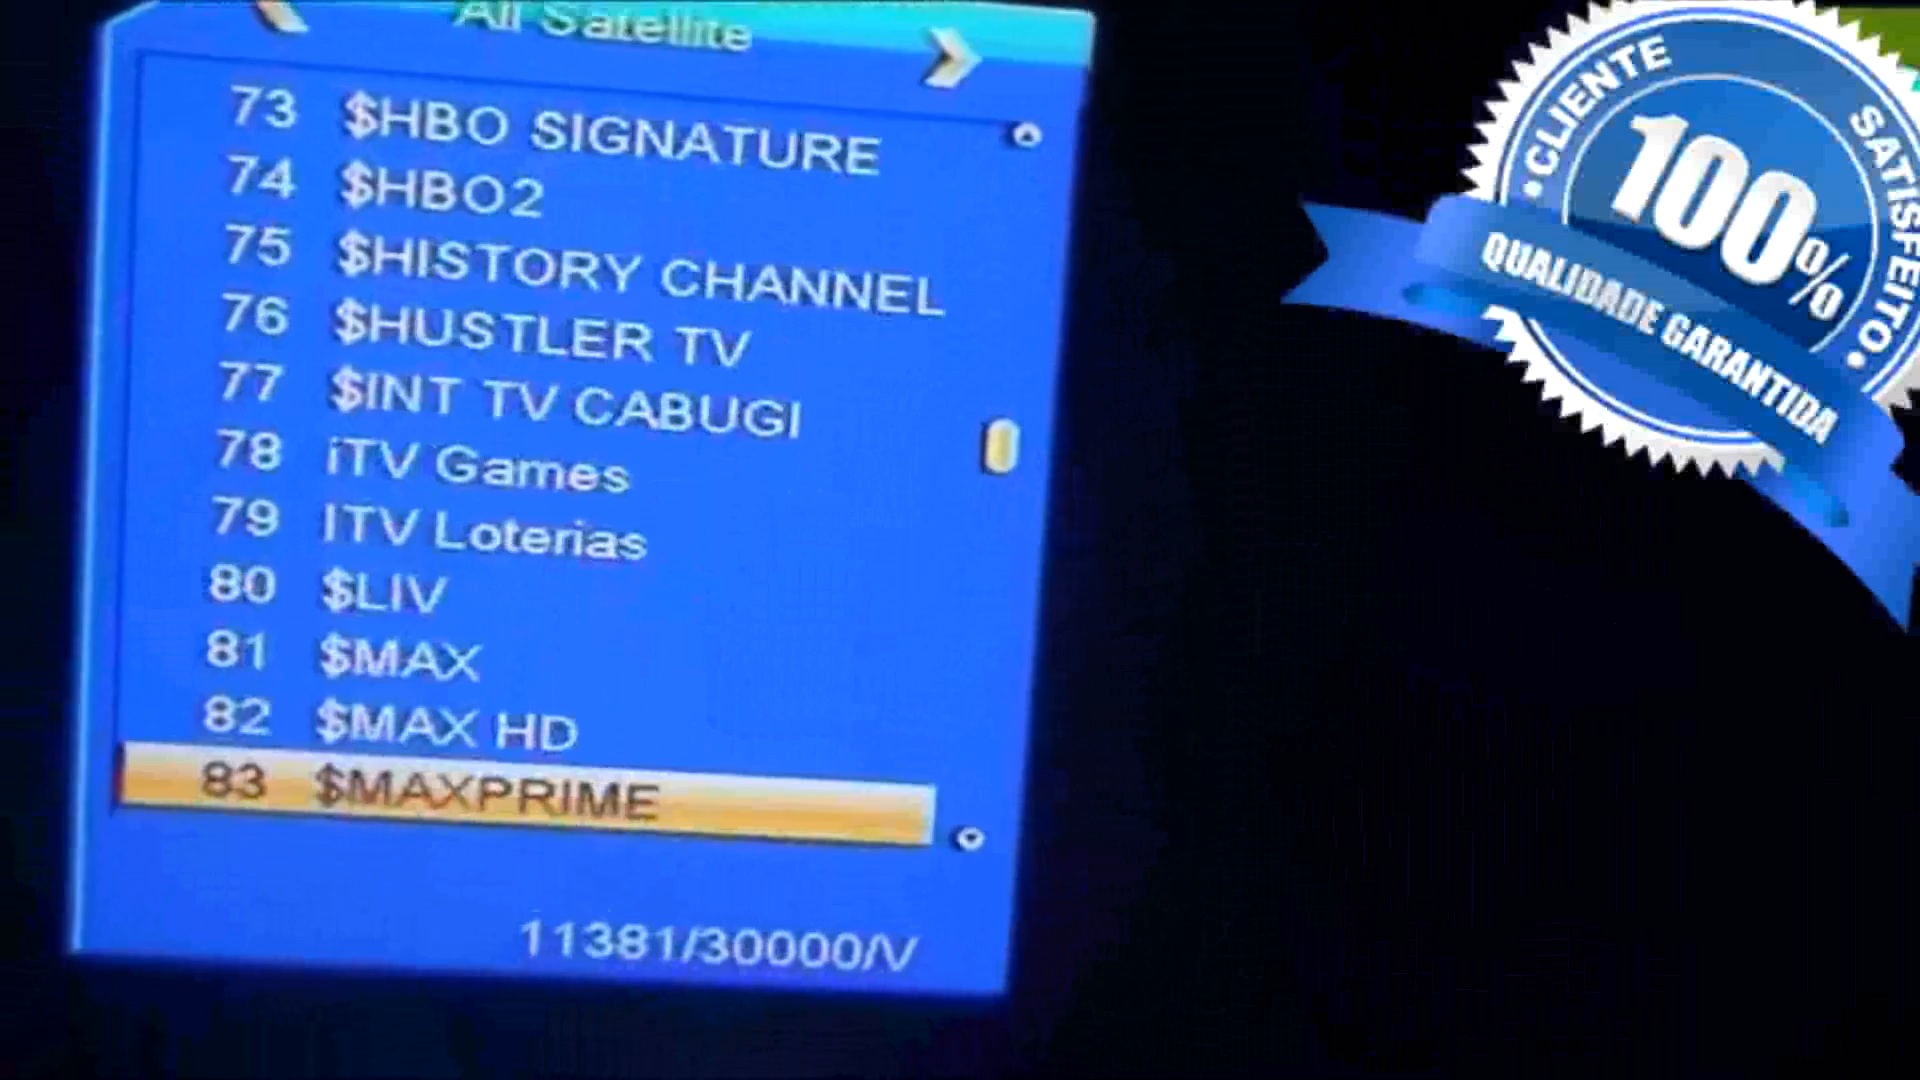 All Satellite
73 $HBO SIGNATURE
74 $HBO2
75 $HISTORY CHANNEL
76 $HUSTLER TV
77 $INT TV CABUGI
78 iTV Games
79 ITV Loterias
80 $LIV
81 $MAX
82 $MAX HD
83 $MAXPRIME
11381/30000/V
•CLIENTE SATISFEITO•
100%
QUALIDADE GARANTIDA